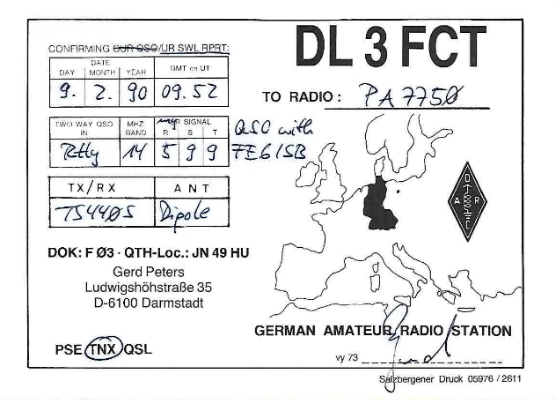 DL 3 FCT
CONFIRMING OUR QSO/UR SWL RPRT:
DATE
DAY MONTH YEAR GMT or UT
9. 2. 90 09.52
TO RADIO: PA 775Ø
TWO WAY QSO IN MHZ BAND my SIGNAL R S T
Rtty 14 5 9 9
QSO with
FE6ISB
TX/RX ANT
TS440S Dipole
D A R C
DOK: F Ø3 · QTH-Loc.: JN 49 HU
Gerd Peters
Ludwigshöhstraße 35
D-6100 Darmstadt
GERMAN AMATEUR RADIO STATION
PSE TNX QSL
vy 73 Gerd
Salzbergener Druck 05976 / 2611